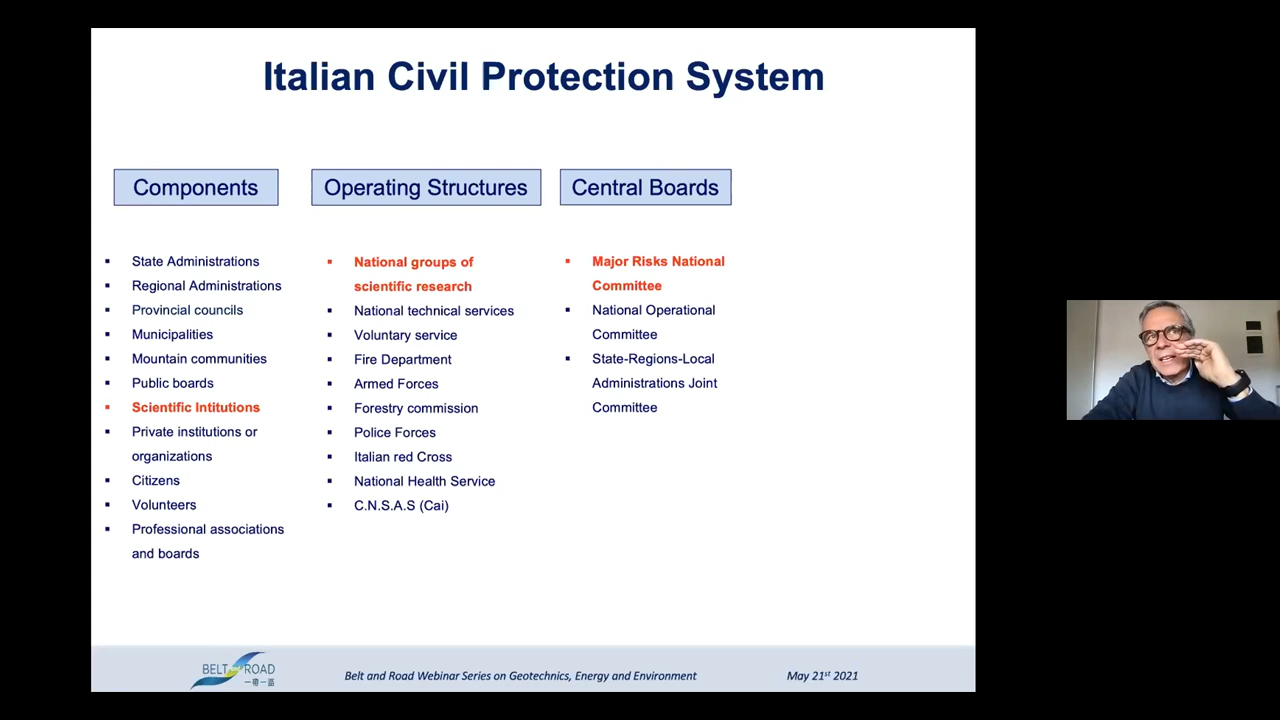 Italian Civil Protection System
Components
State Administrations
Regional Administrations
Provincial councils
Municipalities
Mountain communities
Public boards
Scientific Intitutions
Private institutions or
organizations
Citizens
Volunteers
Professional associations
and boards
Operating Structures
National groups of
scientific research
National technical services
Voluntary service
Fire Department
Armed Forces
Forestry commission
Police Forces
Italian red Cross
National Health Service
C.N.S.A.S (Cai)
Central Boards
Major Risks National
Committee
National Operational
Committee
State-Regions-Local
Administrations Joint
Committee
BELT ROAD
一帶一路
Belt and Road Webinar Series on Geotechnics, Energy and Environment
May 21st 2021